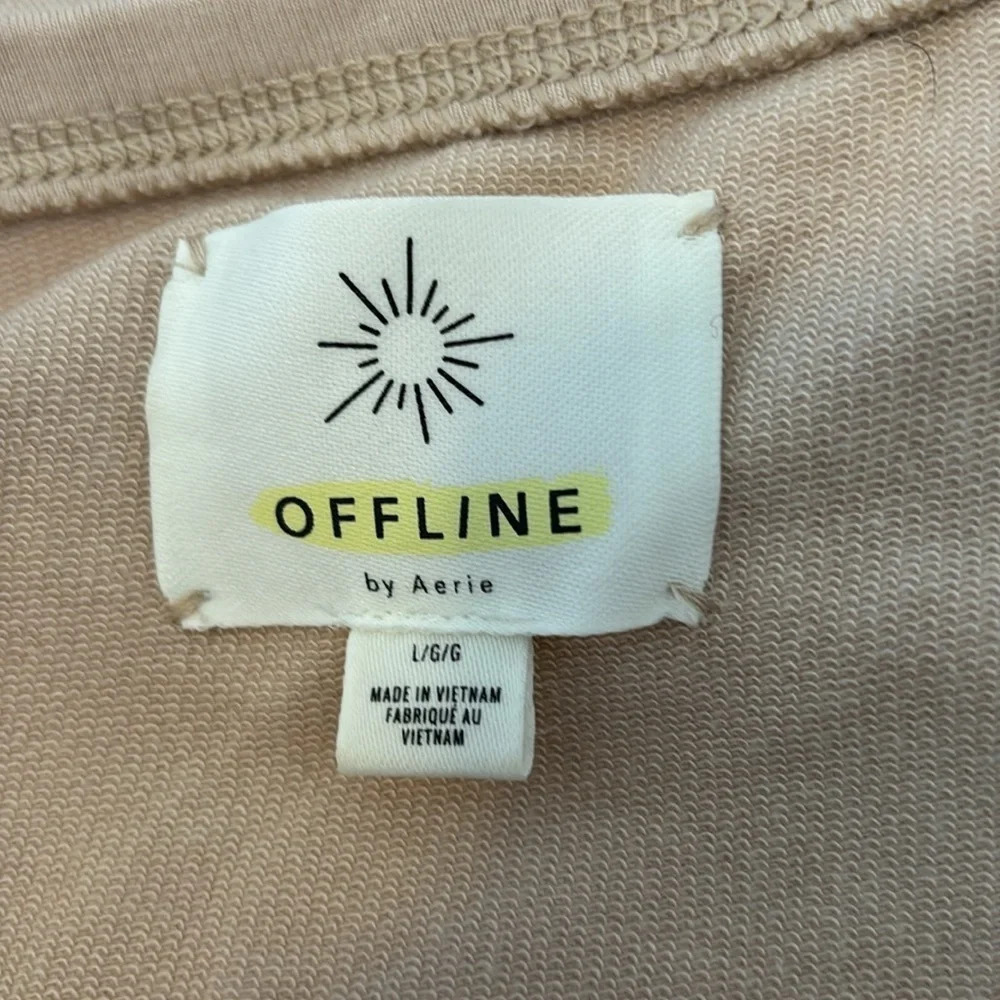 OFFLINE
by Aerie
L/G/G
MADE IN VIETNAM
FABRIQUÉ AU
VIETNAM